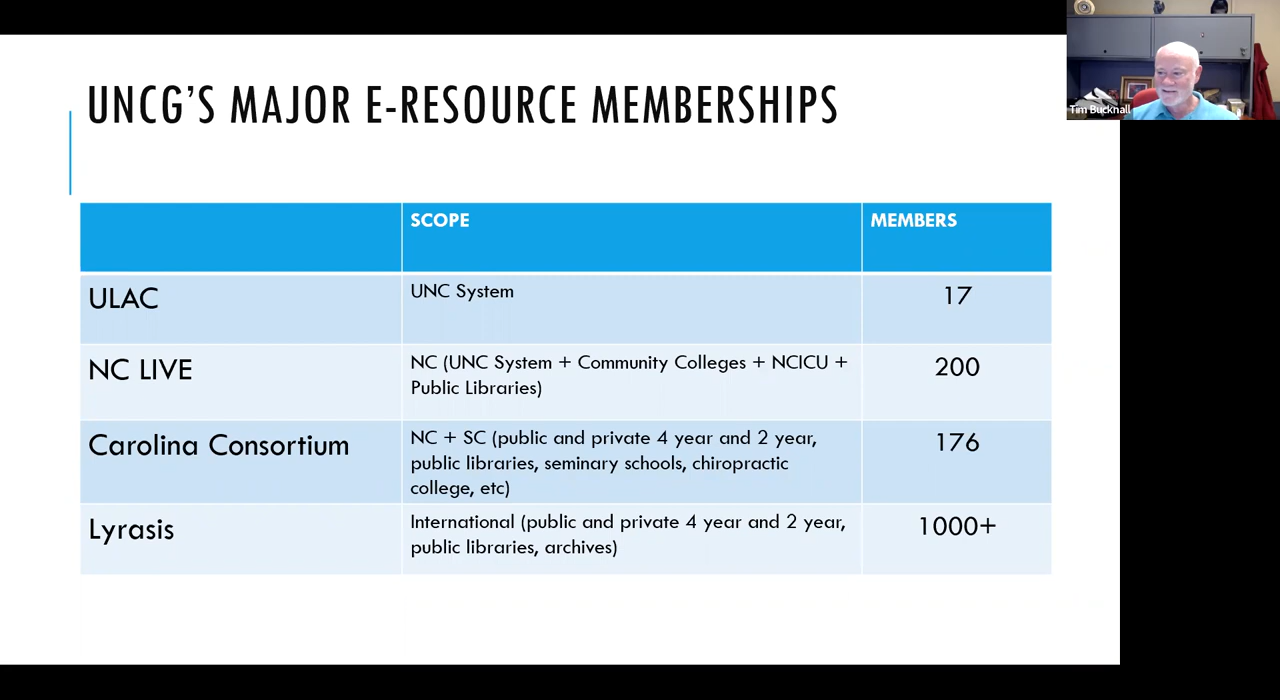 UNCG'S MAJOR E-RESOURCE MEMBERSHIPS
Tim Bucknall
SCOPE
MEMBERS
ULAC
UNC System
17
NC LIVE
NC (UNC System + Community Colleges + NCICU +
Public Libraries)
200
Carolina Consortium
NC + SC (public and private 4 year and 2 year,
public libraries, seminary schools, chiropractic
college, etc)
176
Lyrasis
International (public and private 4 year and 2 year,
public libraries, archives)
1000+